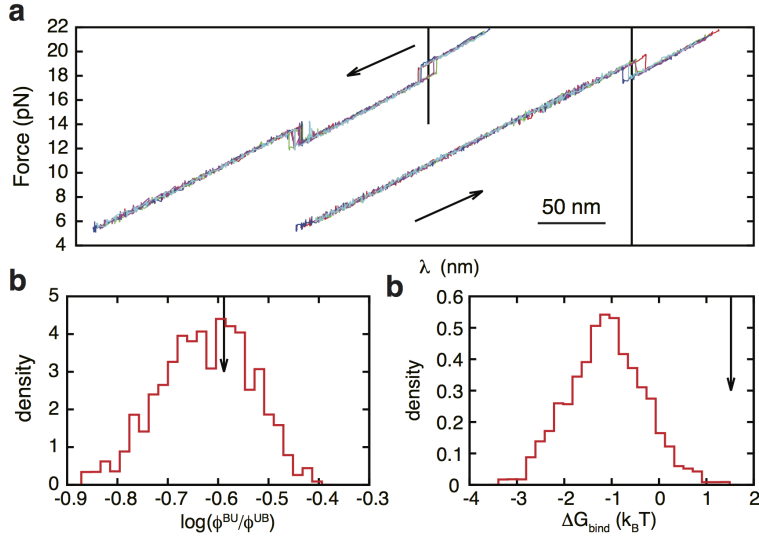 a
22
20
18
16
14
12
10
8
6
4
Force (pN)
50 nm
λ (nm)
b
5
4
3
2
1
0
density
-0.9 -0.8 -0.7 -0.6 -0.5 -0.4 -0.3
log(ϕᴮᵁ/ϕᵁᴮ)
b
0.6
0.5
0.4
0.3
0.2
0.1
0
density
-4 -3 -2 -1 0 1 2
ΔG_bind (k_BT)